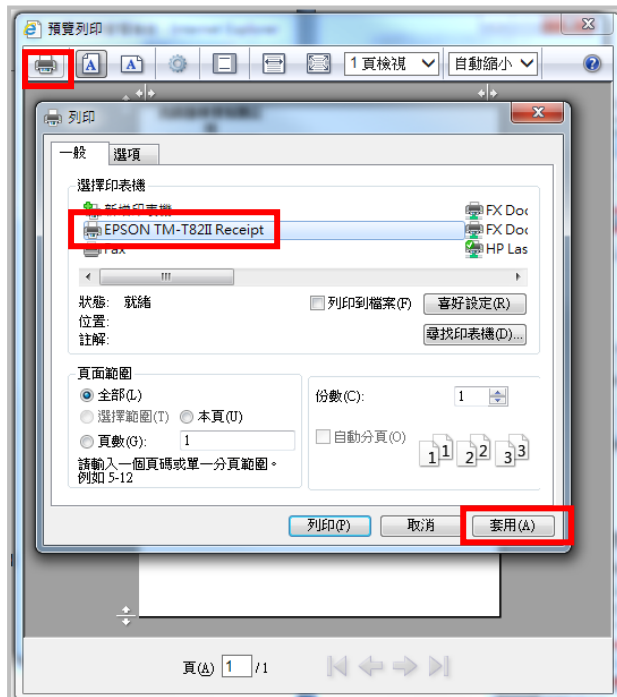 預覽列印
1 頁檢視
自動縮小
列印
一般 選項
選擇印表機
新增印表機
FX Doc
EPSON TM-T82II Receipt
FX Doc
Fax
HP Las
狀態: 就緒
列印到檔案(F)
喜好設定(R)
位置:
註解:
尋找印表機(D)...
頁面範圍
全部(L)
份數(C): 1
選擇範圍(T) 本頁(U)
頁數(G): 1
自動分頁(O)
1 1 2 2 3 3
請輸入一個頁碼或單一分頁範圍。
例如 5-12
列印(P) 取消 套用(A)
頁(A) 1 /1